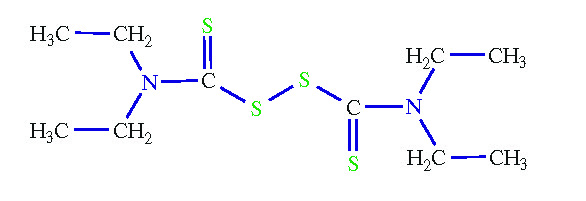 S
H₃C CH₂ H₂C CH₃
N C S
S C N
H₃C CH₂ H₂C CH₃
S